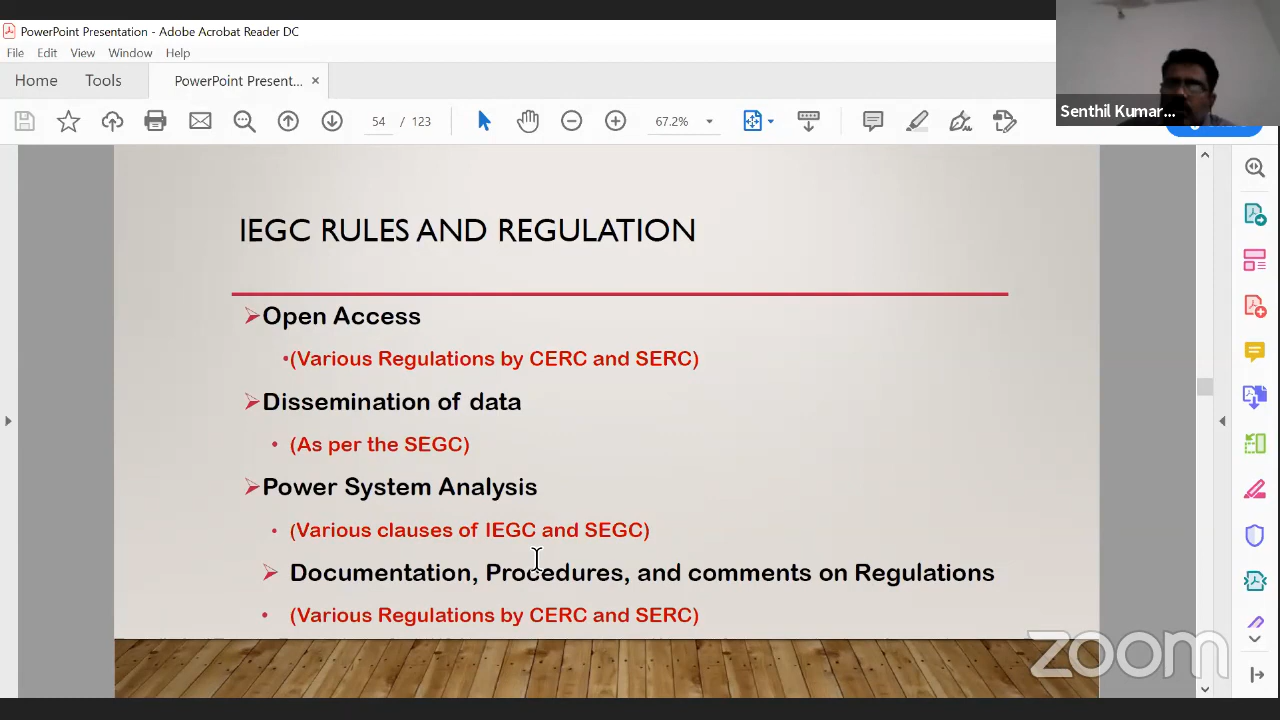 PowerPoint Presentation - Adobe Acrobat Reader DC
File Edit View Window Help
Home Tools PowerPoint Present... ×
54 / 123 67.2%
Senthil Kumar...
IEGC RULES AND REGULATION
Open Access
•(Various Regulations by CERC and SERC)
Dissemination of data
• (As per the SEGC)
Power System Analysis
• (Various clauses of IEGC and SEGC)
Documentation, Procedures, and comments on Regulations
• (Various Regulations by CERC and SERC)
zoom